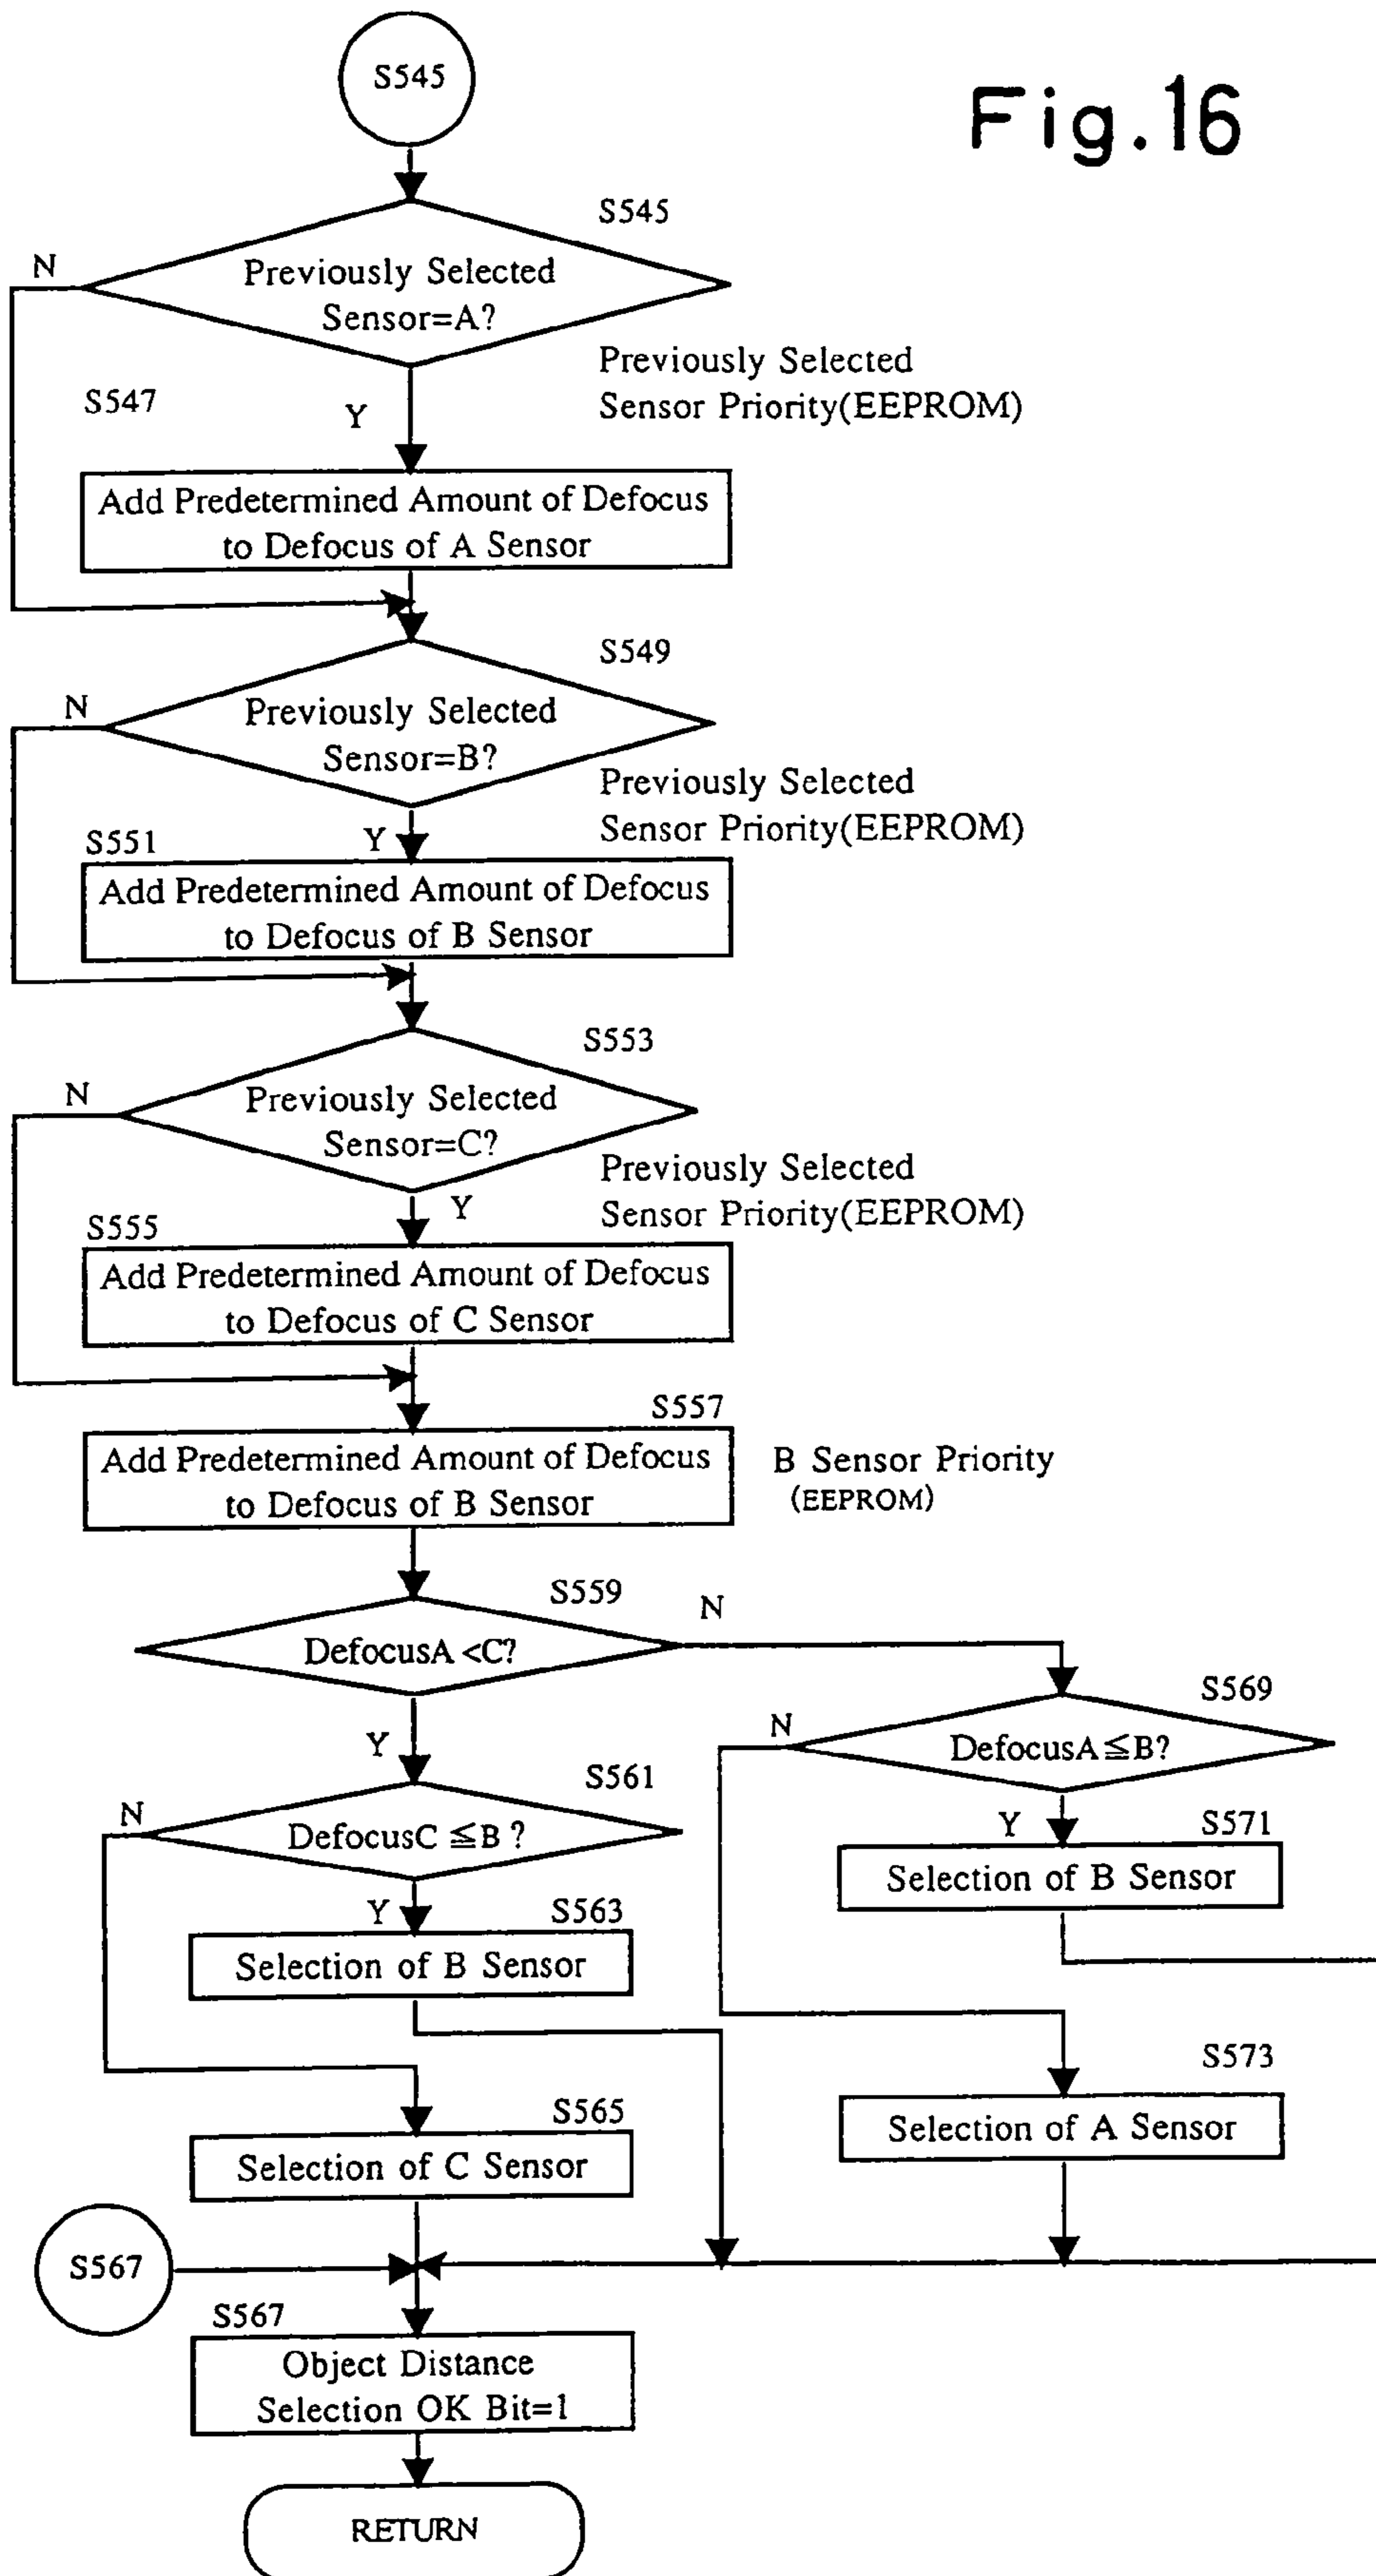 Fig.16
S545
S545
N
Previously Selected
Sensor=A?
Previously Selected
Sensor Priority(EEPROM)
S547
Y
Add Predetermined Amount of Defocus
to Defocus of A Sensor
S549
N
Previously Selected
Sensor=B?
Previously Selected
Sensor Priority(EEPROM)
S551
Y
Add Predetermined Amount of Defocus
to Defocus of B Sensor
S553
N
Previously Selected
Sensor=C?
Previously Selected
Sensor Priority(EEPROM)
Y
S555
Add Predetermined Amount of Defocus
to Defocus of C Sensor
S557
Add Predetermined Amount of Defocus
to Defocus of B Sensor
B Sensor Priority
(EEPROM)
S559
N
DefocusA <C?
Y
S569
N
DefocusA≦B?
S561
N
DefocusC ≦B ?
Y
S571
Selection of B Sensor
Y
S563
Selection of B Sensor
S573
Selection of A Sensor
S565
Selection of C Sensor
S567
S567
Object Distance
Selection OK Bit=1
RETURN